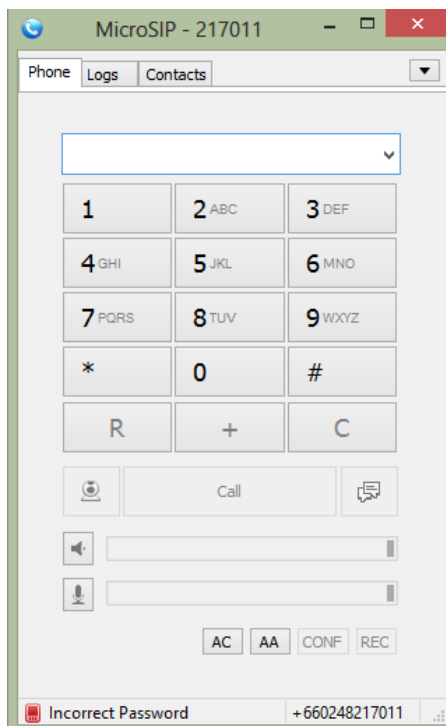 MicroSIP - 217011
Phone Logs Contacts
1 2 ABC 3 DEF
4 GHI 5 JKL 6 MNO
7 PQRS 8 TUV 9 WXYZ
* 0 #
R + C
Call
AC AA CONF REC
Incorrect Password +660248217011